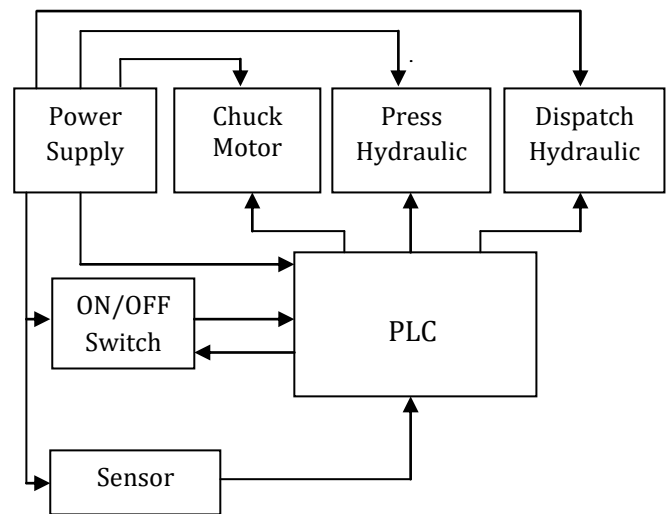 Power
Supply
Chuck
Motor
Press
Hydraulic
Dispatch
Hydraulic
ON/OFF
Switch
PLC
Sensor